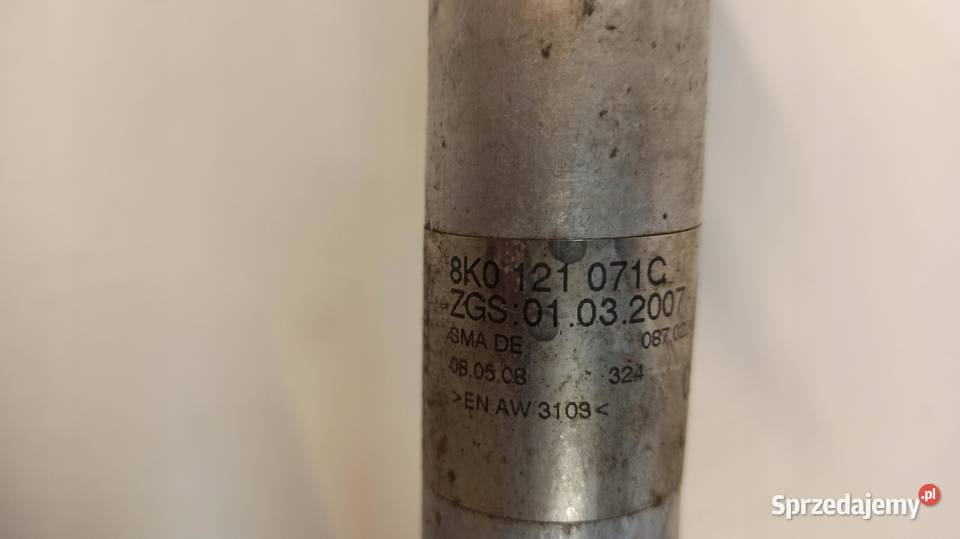 8K0 121 071C
ZGS:01.03.2007
SMA DE
08.05.08 324
>EN AW 3103<
Sprzedajemy.pl